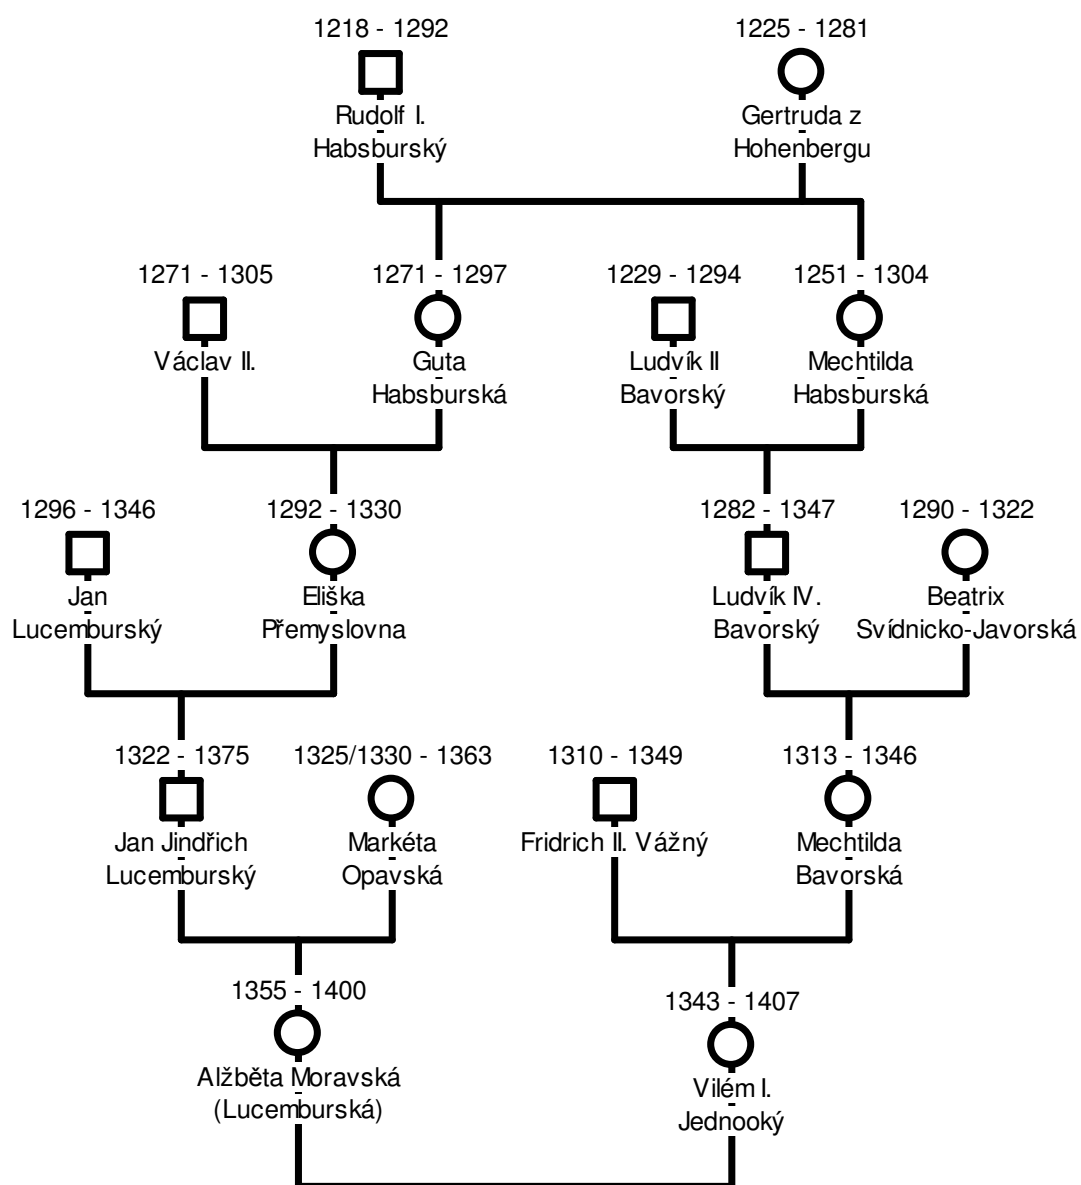 1218 - 1292
1225 - 1281
Rudolf I.
Habsburský
Gertruda z
Hohenbergu
1271 - 1305
1271 - 1297
1229 - 1294
1251 - 1304
Václav II.
Guta
Habsburská
Ludvík II
Bavorský
Mechtilda
Habsburská
1296 - 1346
1292 - 1330
1282 - 1347
1290 - 1322
Jan
Lucemburský
Eliška
Přemyslovna
Ludvík IV.
Bavorský
Beatrix
Svídnicko-Javorská
1322 - 1375
1325/1330 - 1363
1310 - 1349
1313 - 1346
Jan Jindřich
Lucemburský
Markéta
Opavská
Fridrich II. Vážný
Mechtilda
Bavorská
1355 - 1400
1343 - 1407
Alžběta Moravská
(Lucemburská)
Vilém I.
Jednooký